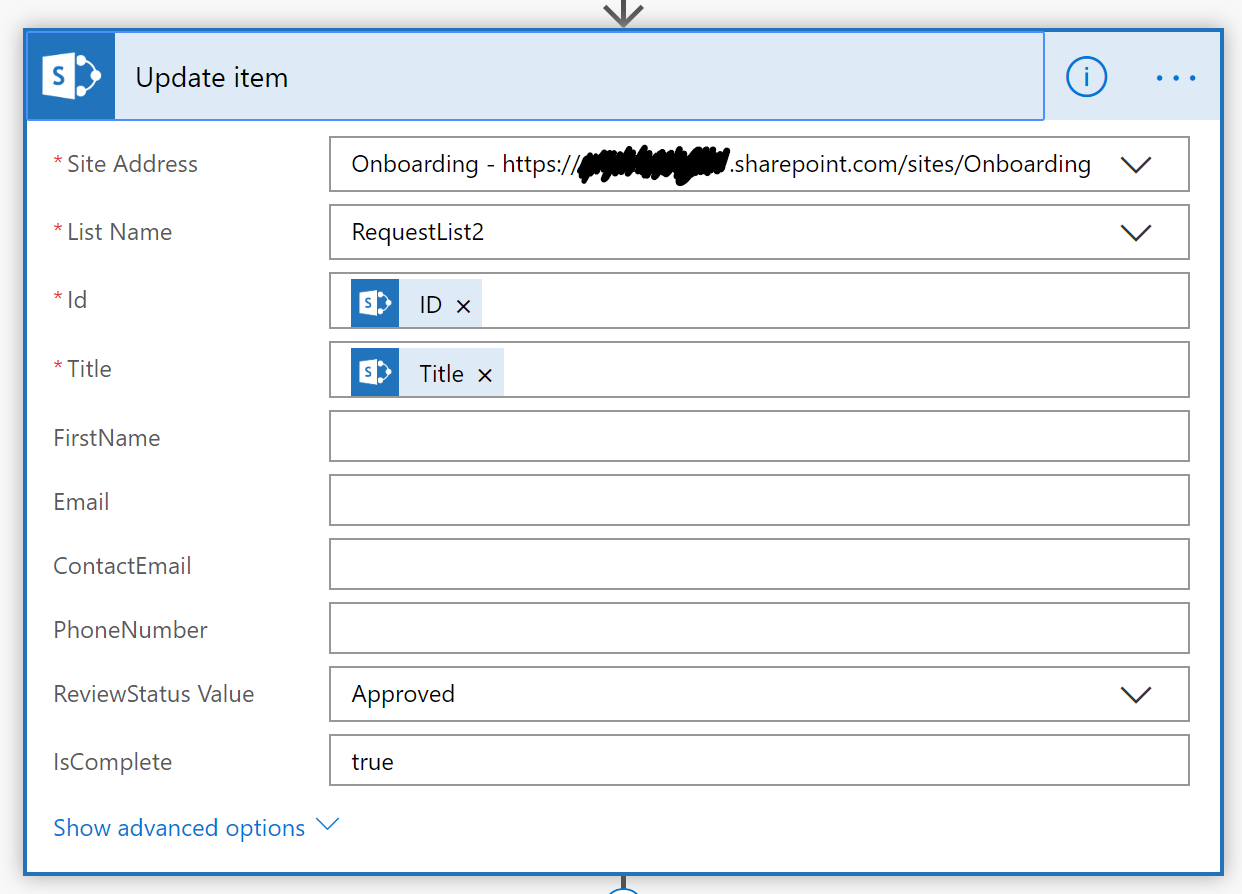 Update item
* Site Address Onboarding - https:// .sharepoint.com/sites/Onboarding
* List Name RequestList2
* Id S ID ×
* Title S Title ×
FirstName
Email
ContactEmail
PhoneNumber
ReviewStatus Value Approved
IsComplete true
Show advanced options